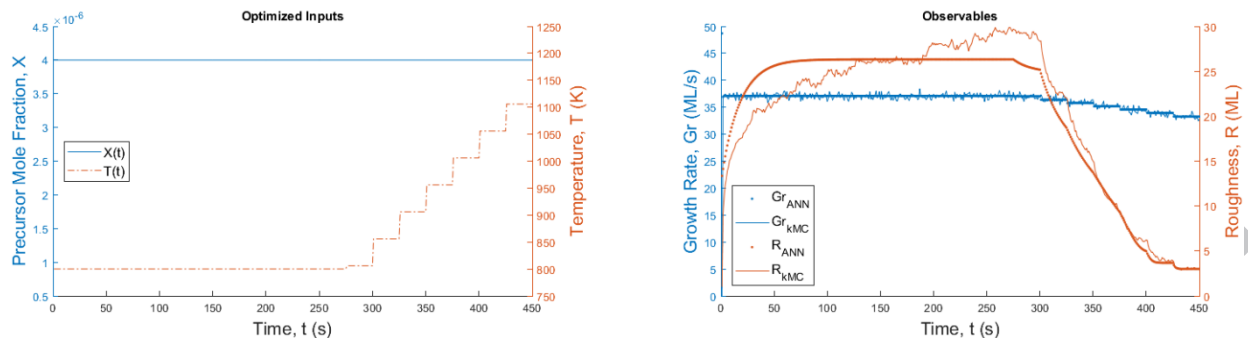 Optimized Inputs
×10⁻⁶
4.5
4
3.5
3
2.5
2
1.5
1
0.5
Precursor Mole Fraction, X
X(t)
T(t)
1250
1200
1150
1100
1050
1000
950
900
850
800
750
Temperature, T (K)
0 50 100 150 200 250 300 350 400 450
Time, t (s)
Observables
50
45
40
35
30
25
20
15
10
5
0
Growth Rate, Gr (ML/s)
Gr_ANN
Gr_kMC
R_ANN
R_kMC
30
25
20
15
10
5
0
Roughness, R (ML)
0 50 100 150 200 250 300 350 400 450
Time, t (s)